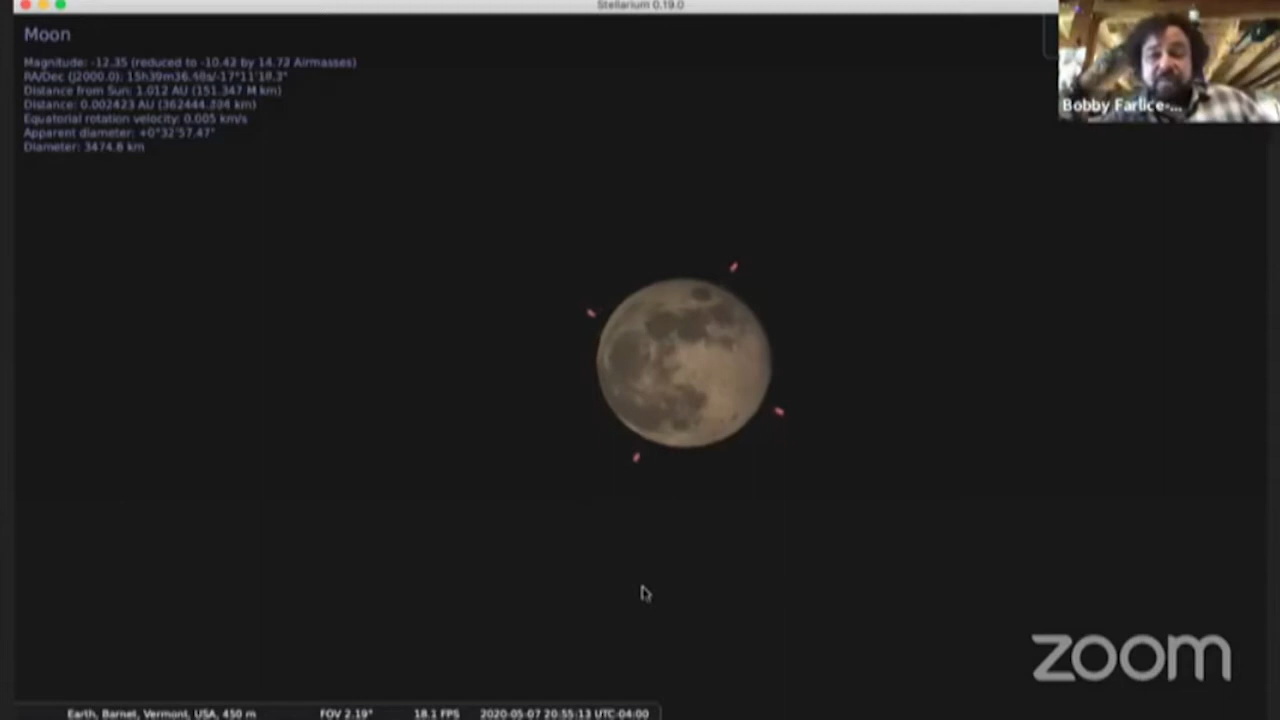 Stellarium 0.19.0
Moon
Magnitude: -12.35 (reduced to -10.42 by 14.72 Airmasses)
RA/Dec (J2000.0): 15h39m36.48s/-17°11'18.3"
Distance from Sun: 1.012 AU (151.347 M km)
Distance: 0.002423 AU (362444.894 km)
Equatorial rotation velocity: 0.005 km/s
Apparent diameter: +0°32'57.47"
Diameter: 3474.8 km
Bobby Farlice-...
zoom
Earth, Barnet, Vermont, USA, 450 m FOV 2.19° 18.1 FPS 2020-05-07 20:55:13 UTC-04:00